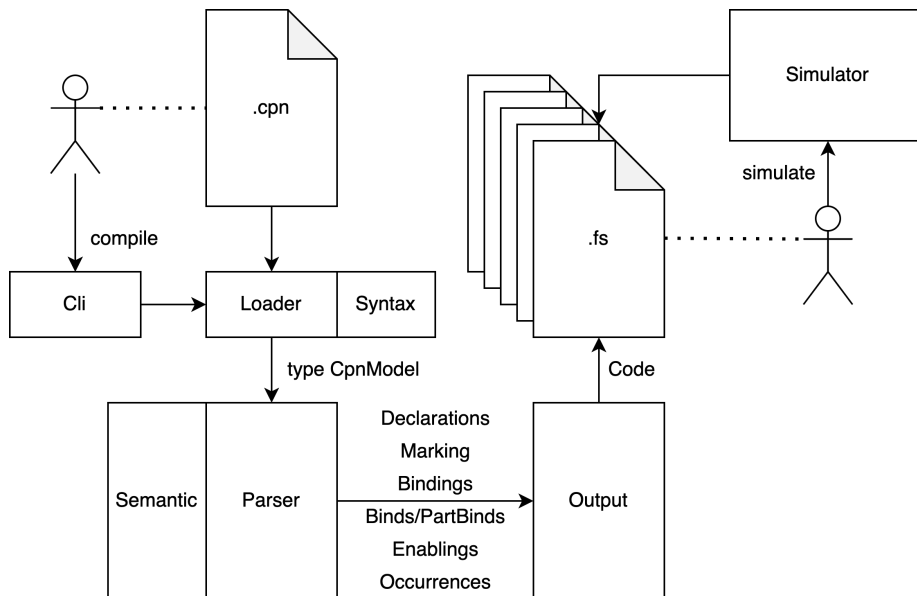 .cpn
Simulator
simulate
compile
.fs
Cli
Loader
Syntax
type CpnModel
Code
Declarations
Marking
Bindings
Semantic
Parser
Output
Binds/PartBinds
Enablings
Occurrences